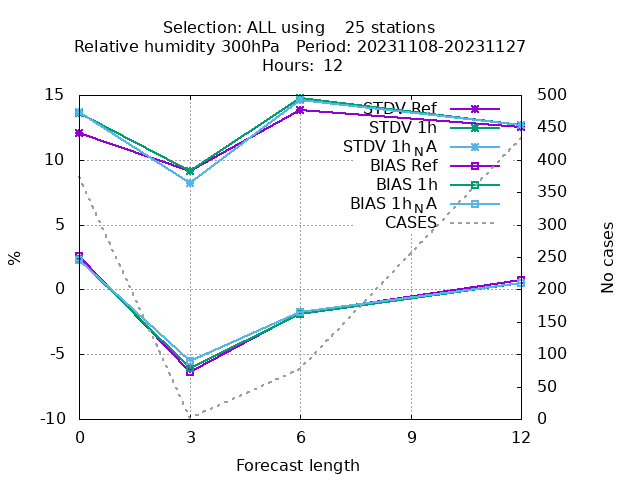 Selection: ALL using    25 stations
Relative humidity 300hPa   Period: 20231108-20231127
Hours: 12
15
10
5
0
-5
-10
500
450
400
350
300
250
200
150
100
50
0
0 3 6 9 12
%
No cases
Forecast length
STDV Ref
STDV 1h
STDV 1h_NA
BIAS Ref
BIAS 1h
BIAS 1h_NA
CASES